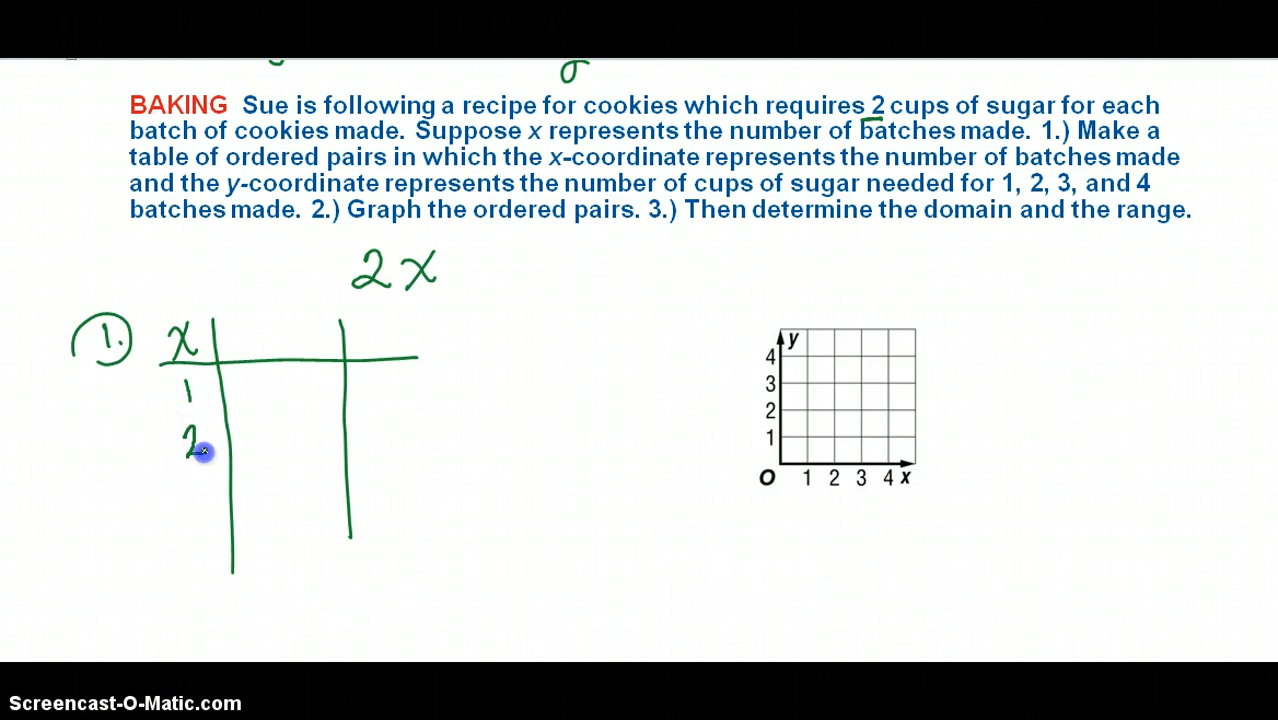 BAKING Sue is following a recipe for cookies which requires 2 cups of sugar for each
batch of cookies made. Suppose x represents the number of batches made. 1.) Make a
table of ordered pairs in which the x-coordinate represents the number of batches made
and the y-coordinate represents the number of cups of sugar needed for 1, 2, 3, and 4
batches made. 2.) Graph the ordered pairs. 3.) Then determine the domain and the range.
2x
1. x
1
2
y
4
3
2
1
O 1 2 3 4 x
Screencast-O-Matic.com